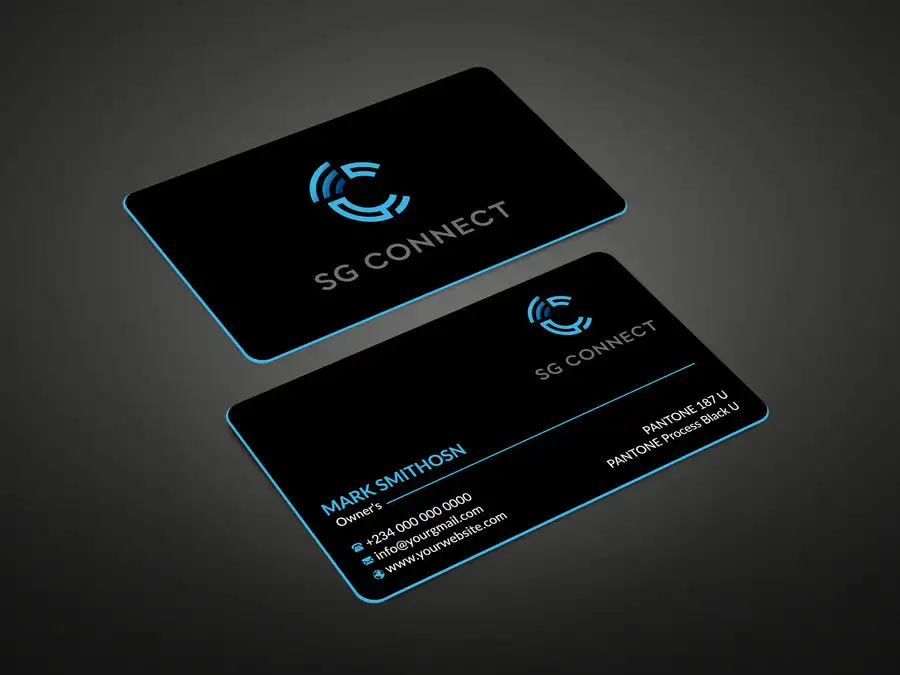 SG CONNECT
SG CONNECT
MARK SMITHOSN
Owner's
+234 000 000 0000
info@yourgmail.com
www.yourwebsite.com
PANTONE 187 U
PANTONE Process Black U